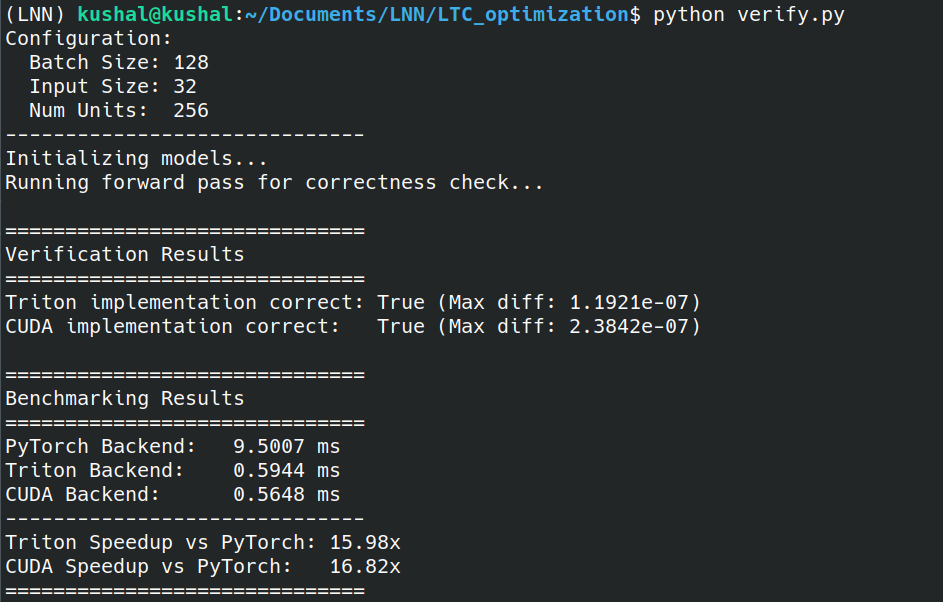 (LNN) kushal@kushal:~/Documents/LNN/LTC_optimization$ python verify.py
Configuration:
  Batch Size: 128
  Input Size: 32
  Num Units:  256
------------------------------
Initializing models...
Running forward pass for correctness check...

==============================
Verification Results
==============================
Triton implementation correct: True (Max diff: 1.1921e-07)
CUDA implementation correct:   True (Max diff: 2.3842e-07)

==============================
Benchmarking Results
==============================
PyTorch Backend:   9.5007 ms
Triton Backend:    0.5944 ms
CUDA Backend:      0.5648 ms
------------------------------
Triton Speedup vs PyTorch: 15.98x
CUDA Speedup vs PyTorch:   16.82x
==============================